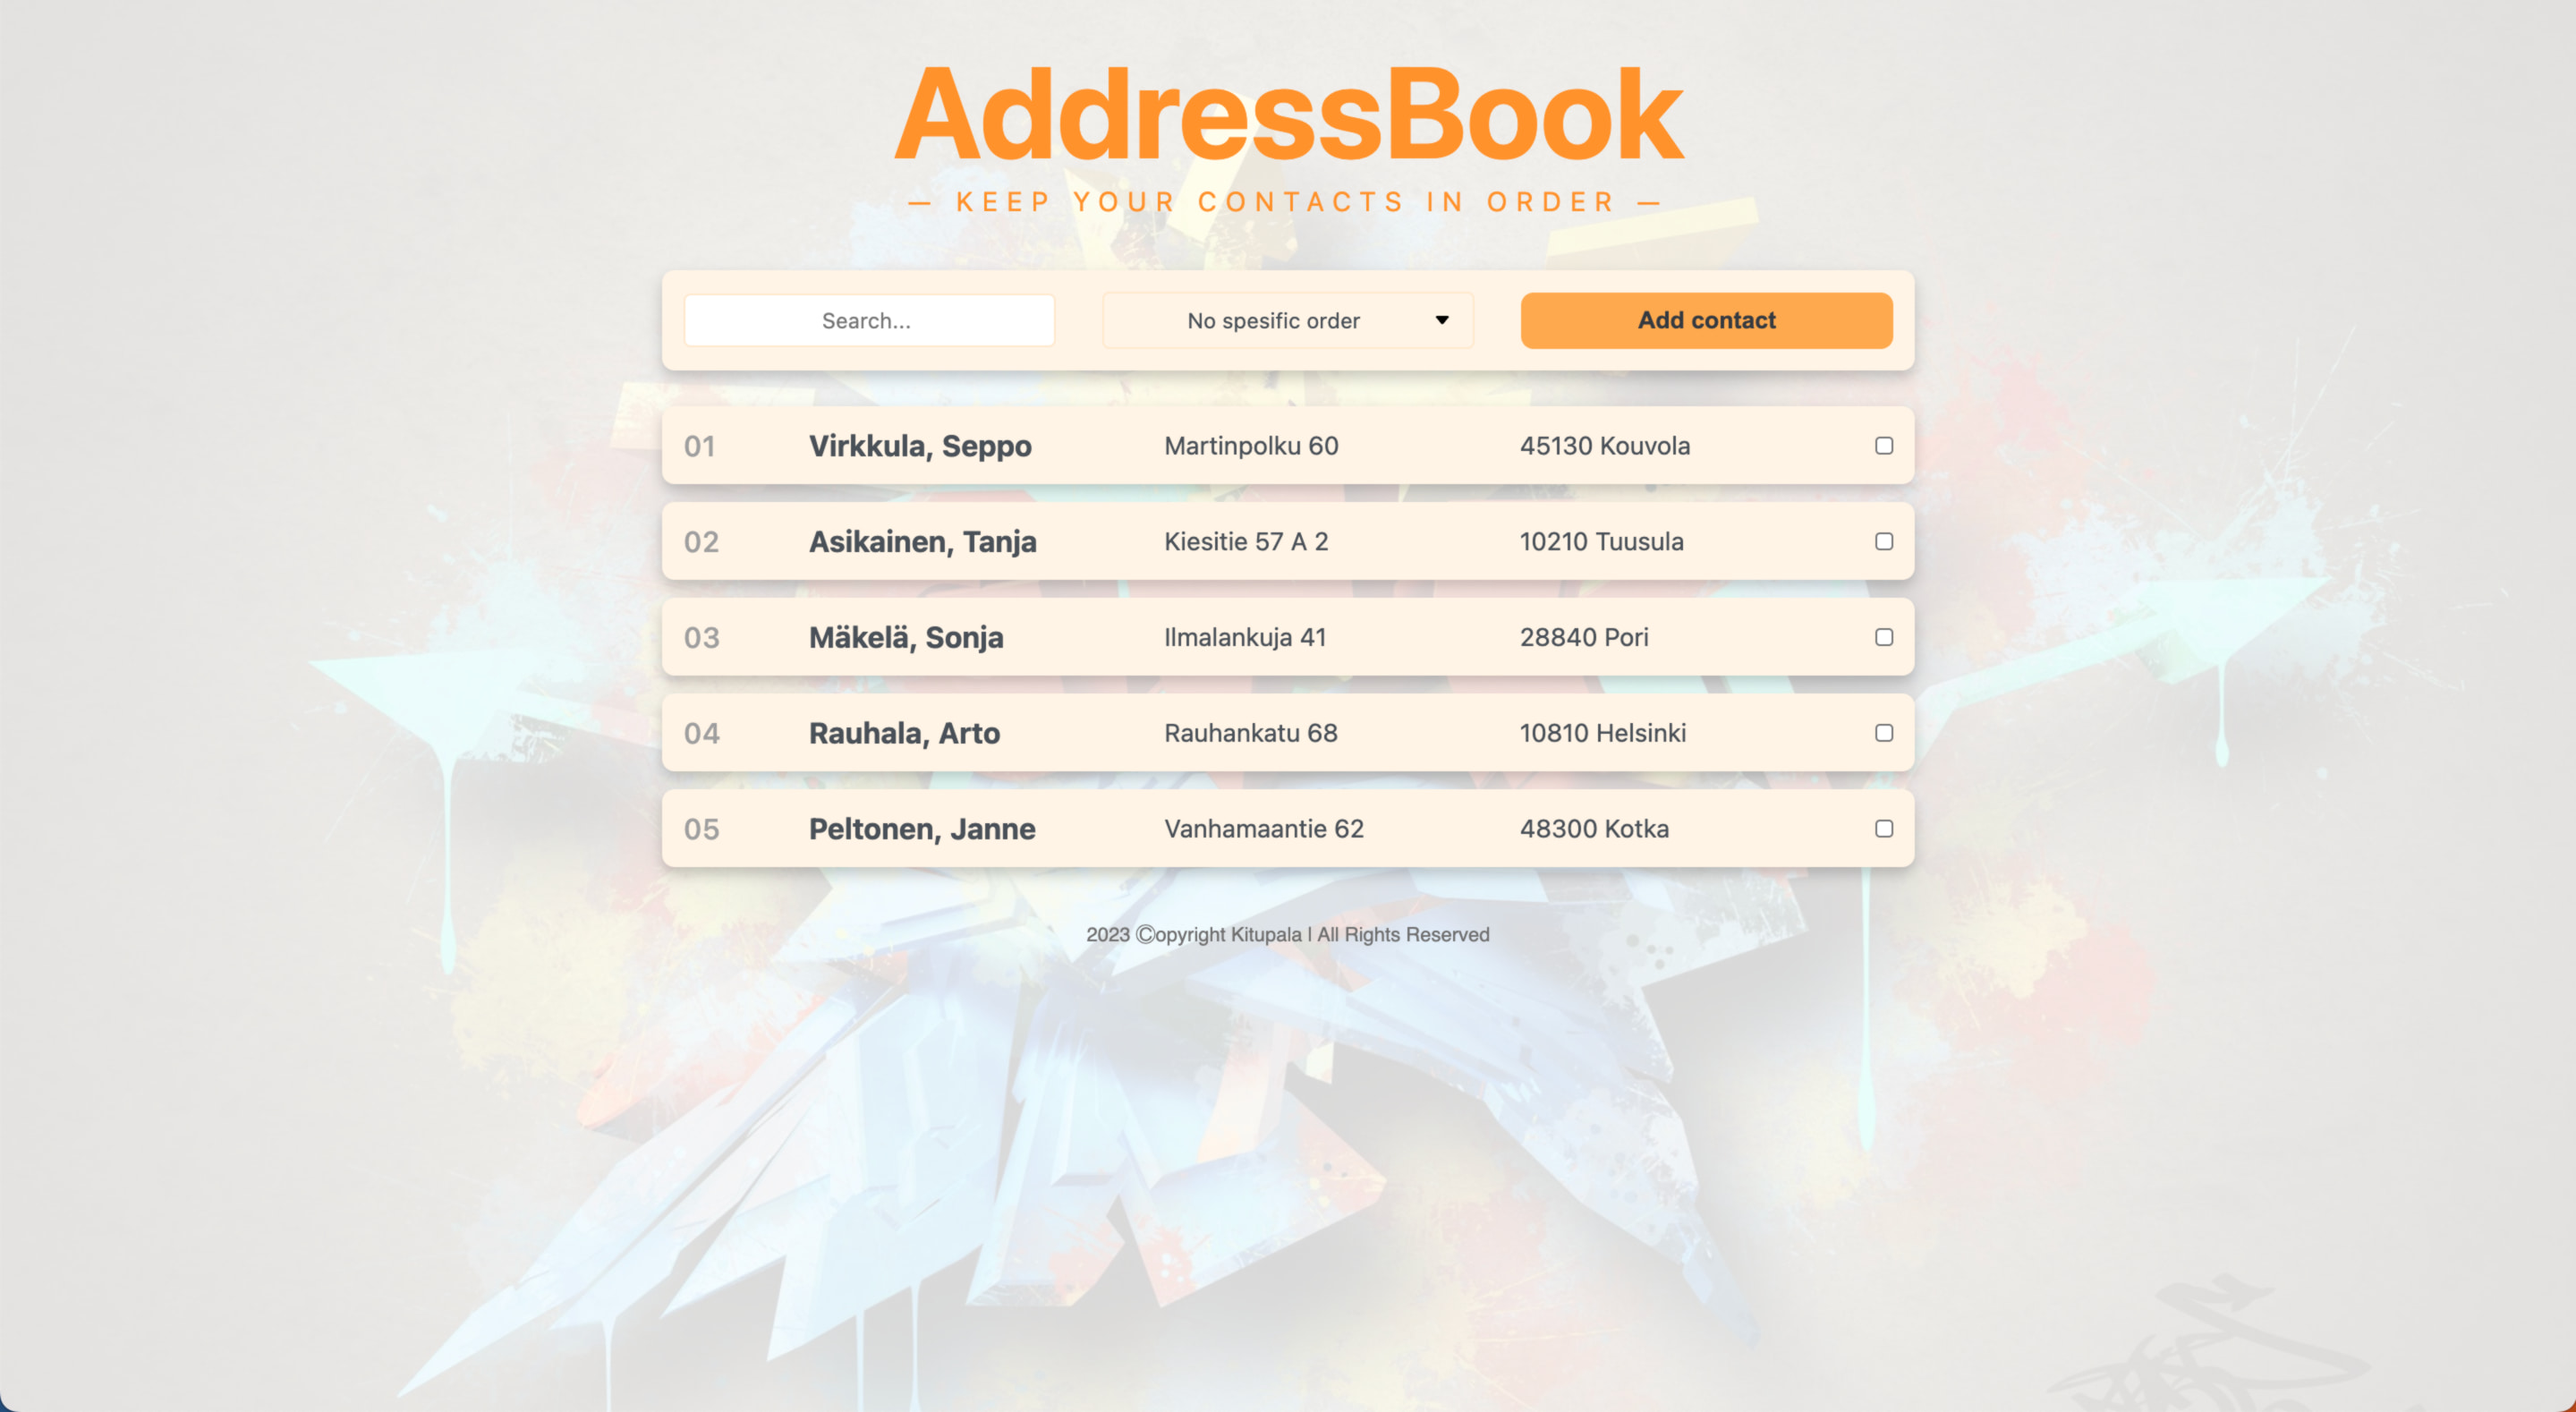 AddressBook
— KEEP YOUR CONTACTS IN ORDER —
Search... No spesific order Add contact
01 Virkkula, Seppo Martinpolku 60 45130 Kouvola
02 Asikainen, Tanja Kiesitie 57 A 2 10210 Tuusula
03 Mäkelä, Sonja Ilmalankuja 41 28840 Pori
04 Rauhala, Arto Rauhankatu 68 10810 Helsinki
05 Peltonen, Janne Vanhamaantie 62 48300 Kotka
2023 Ⓒopyright Kitupala | All Rights Reserved